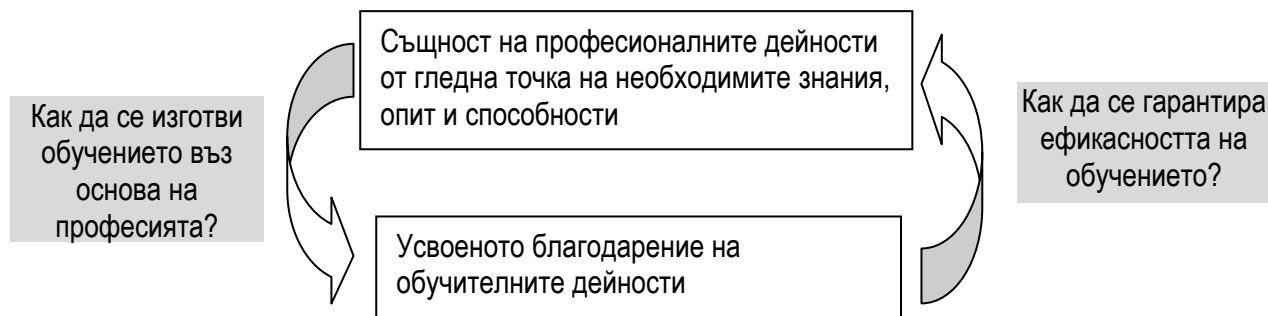 Същност на професионалните дейности
от гледна точка на необходимите знания,
опит и способности
Как да се изготви
обучението въз
основа на
професията?
Как да се гарантира
ефикасността на
обучението?
Усвоеното благодарение на
обучителните дейности